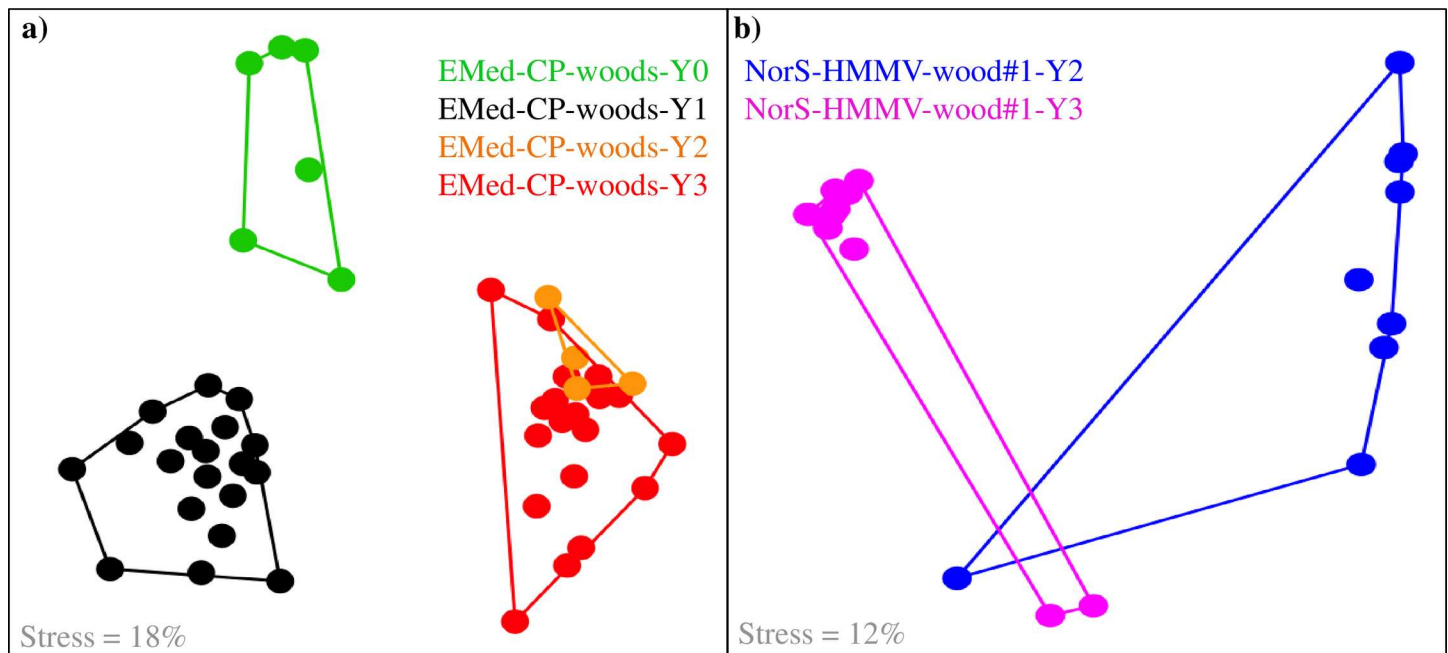 a)
EMed-CP-woods-Y0
EMed-CP-woods-Y1
EMed-CP-woods-Y2
EMed-CP-woods-Y3
Stress = 18%
b)
NorS-HMMV-wood#1-Y2
NorS-HMMV-wood#1-Y3
Stress = 12%